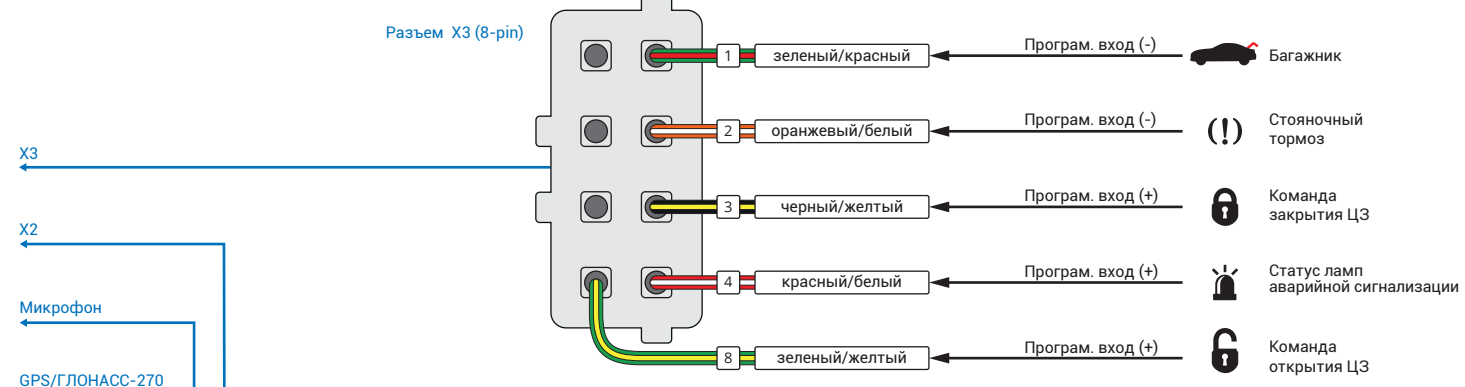 Разъем X3 (8-pin)
1
зеленый/красный
Програм. вход (-)
Багажник
2
оранжевый/белый
Програм. вход (-)
Стояночный
тормоз
X3
3
черный/желтый
Програм. вход (+)
Команда
закрытия ЦЗ
X2
4
красный/белый
Програм. вход (+)
Статус ламп
аварийной сигнализации
Микрофон
8
зеленый/желтый
Програм. вход (+)
Команда
открытия ЦЗ
GPS/ГЛОНАСС-270